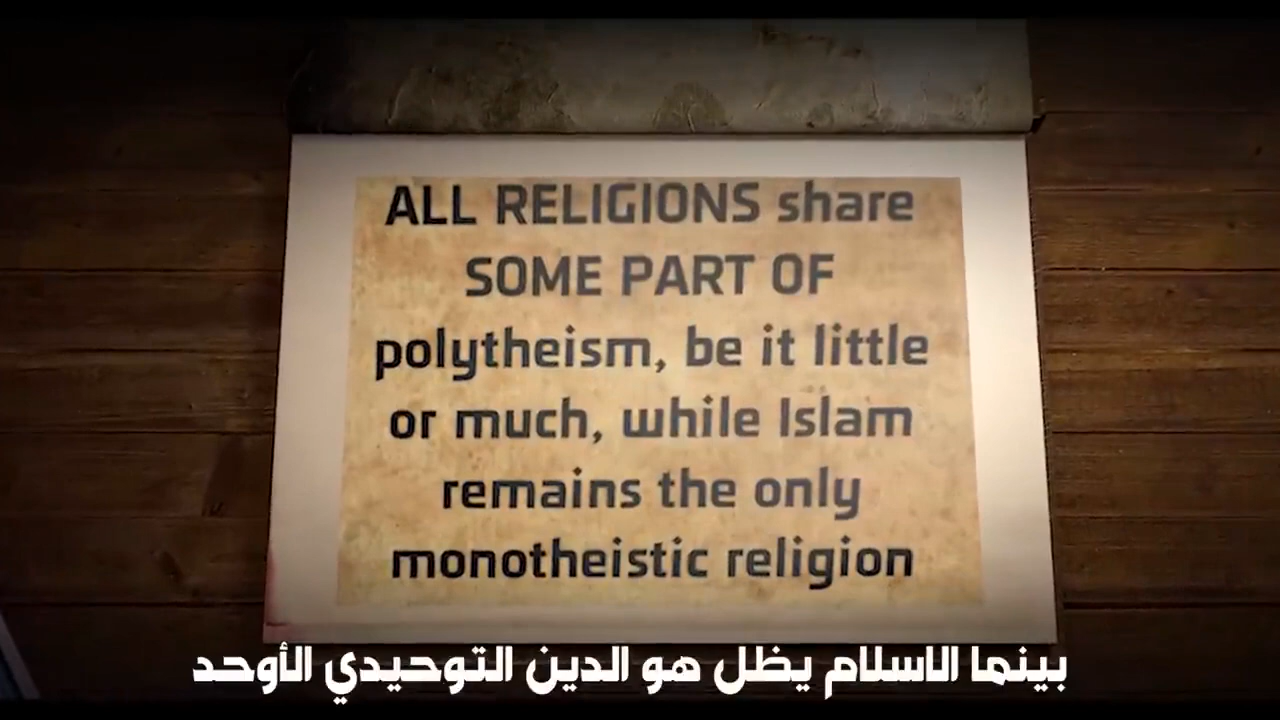 ALL RELIGIONS share
SOME PART OF
polytheism, be it little
or much, while Islam
remains the only
monotheistic religion
بينما الاسلام يظل هو الدين التوحيدي الأوحد